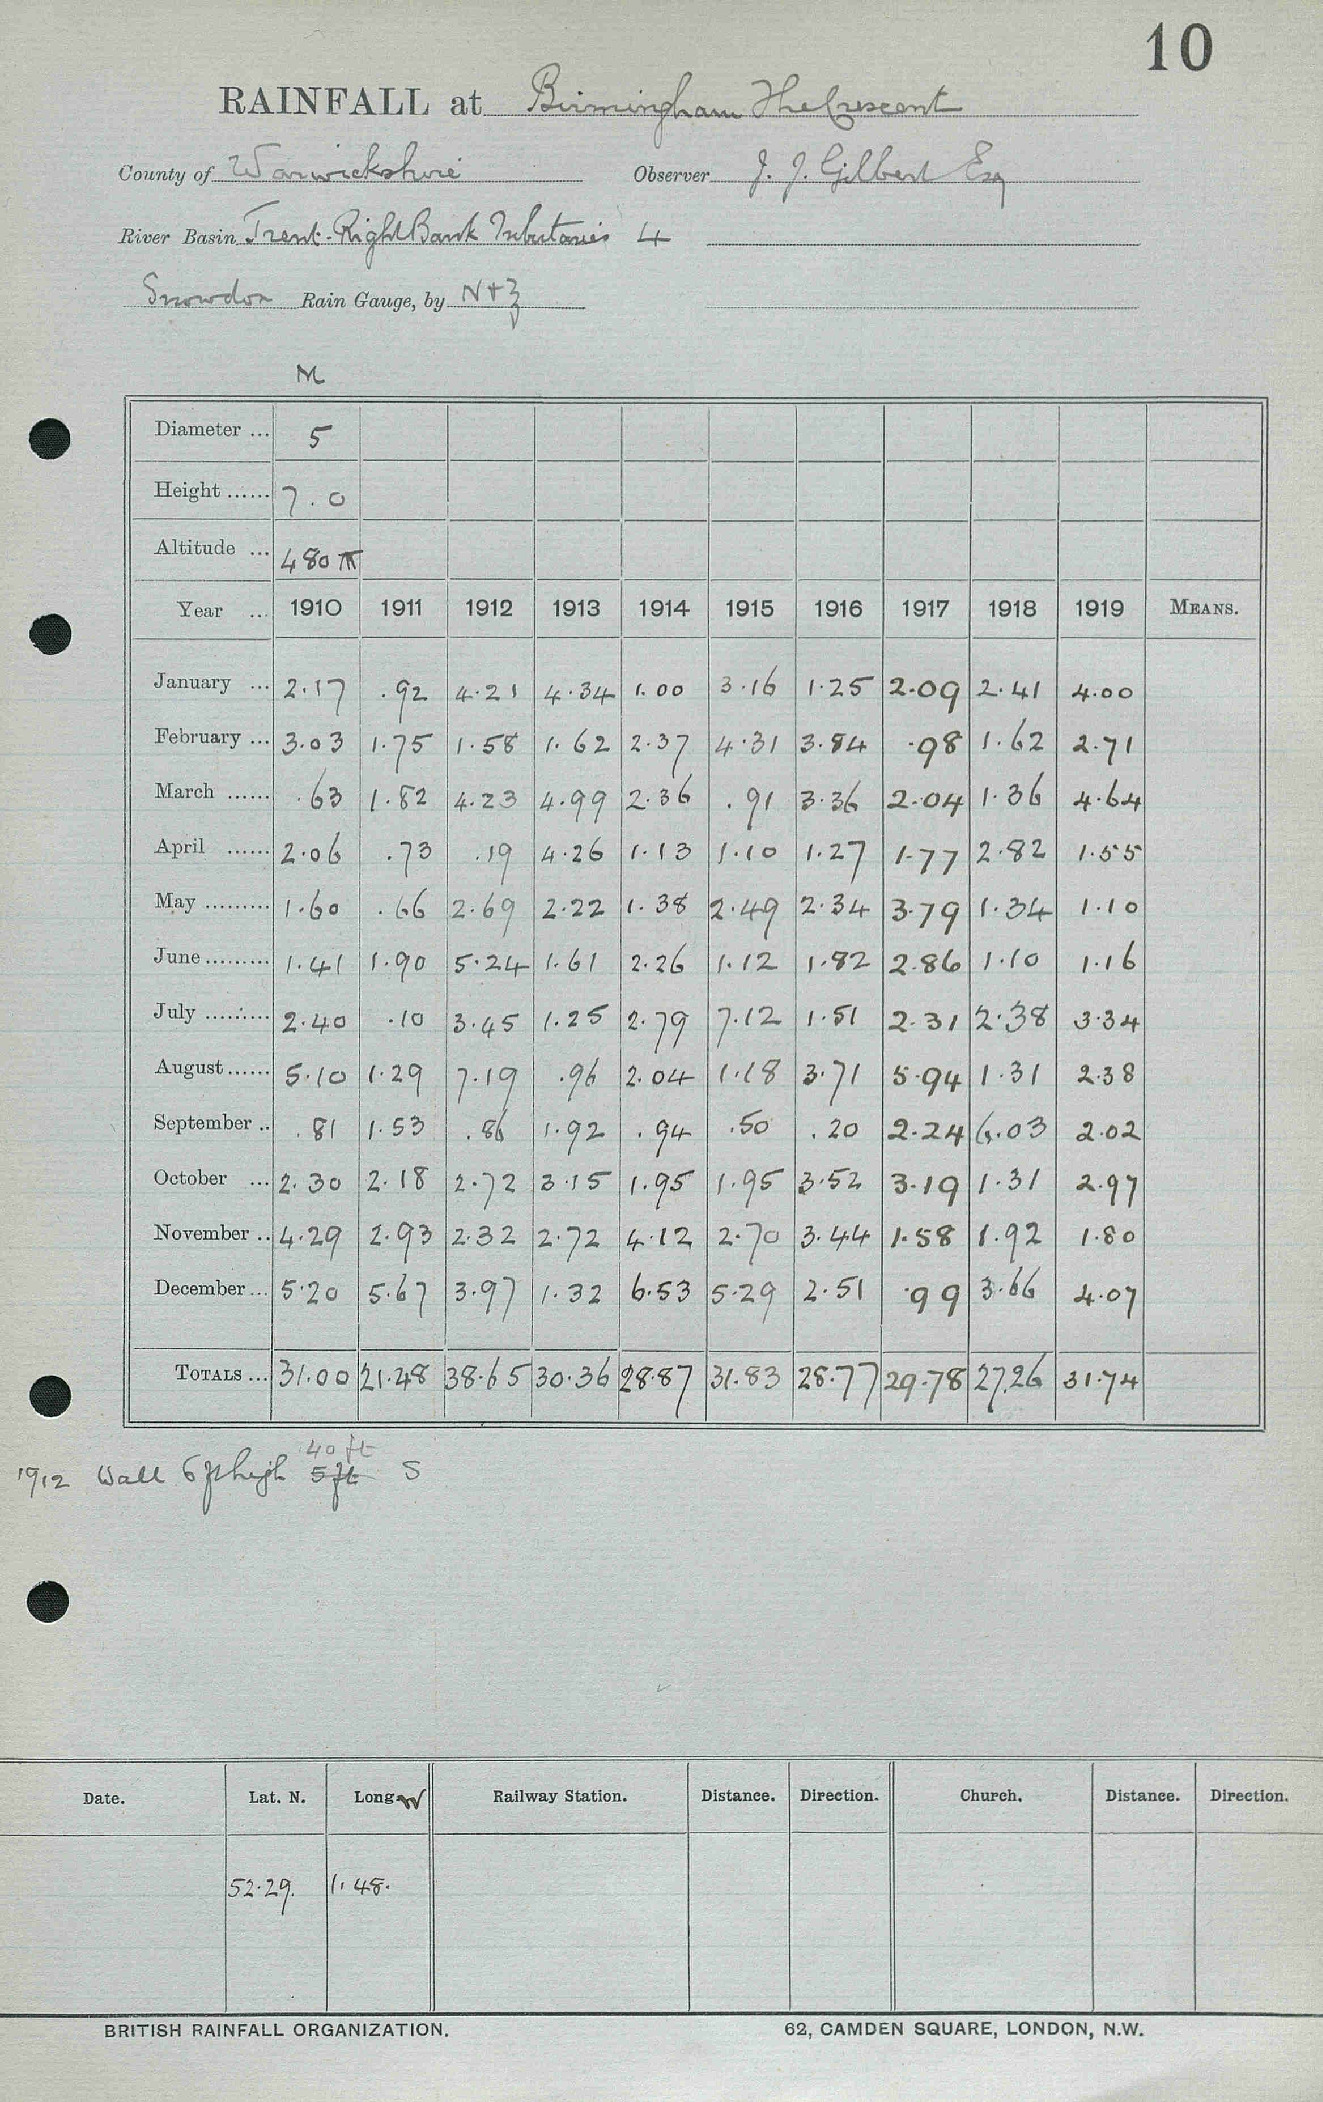 10
RAINFALL at Birmingham The Crescent
County of Warwickshire Observer J. J. Gilbert Esq
River Basin Trent. Right Bank Tributaries 4
Snowdon Rain Gauge, by N+Z
M
Diameter ... 5
Height ...... 7.0
Altitude ... 480
Year ... 1910 1911 1912 1913 1914 1915 1916 1917 1918 1919 MEANS.
January ... 2.17 .92 4.21 4.34 1.00 3.16 1.25 2.09 2.41 4.00
February ... 3.03 1.75 1.58 1.62 2.37 4.31 3.84 .98 1.62 2.71
March ...... .63 1.82 4.23 4.99 2.36 .91 3.36 2.04 1.36 4.64
April ...... 2.06 .73 .19 4.26 1.13 1.10 1.27 1.77 2.82 1.55
May ......... 1.60 .66 2.69 2.22 1.38 2.49 2.34 3.79 1.34 1.10
June ......... 1.41 1.90 5.24 1.61 2.26 1.12 1.82 2.86 1.10 1.16
July ......... 2.40 .10 3.45 1.25 2.79 7.12 1.51 2.31 2.38 3.34
August ...... 5.10 1.29 7.19 .96 2.04 1.18 3.71 5.94 1.31 2.38
September .. .81 1.53 .86 1.92 .94 .50 .20 2.24 6.03 2.02
October ... 2.30 2.18 2.72 3.15 1.95 1.95 3.52 3.19 1.31 2.97
November .. 4.29 2.93 2.32 2.72 4.12 2.70 3.44 1.58 1.92 1.80
December ... 5.20 5.67 3.97 1.32 6.53 5.29 2.51 .99 3.66 4.07
TOTALS ... 31.00 21.48 38.65 30.36 28.87 31.83 28.77 29.78 27.26 31.74
40 ft
1912 Wall 6 ft high 5 ft S
Date. Lat. N. Long W Railway Station. Distance. Direction. Church. Distance. Direction.
52.29. 1.48.
BRITISH RAINFALL ORGANIZATION. 62, CAMDEN SQUARE, LONDON, N.W.